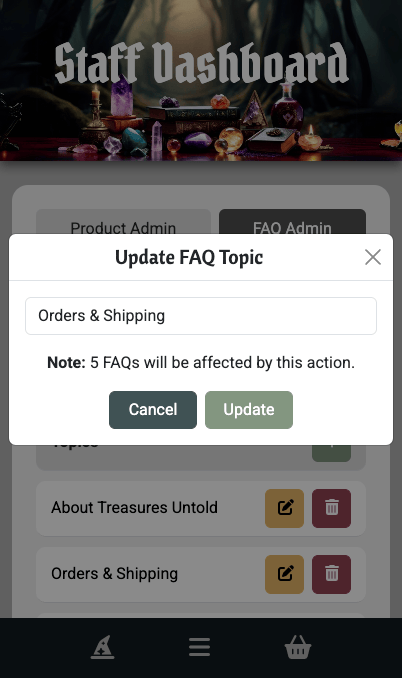 Staff Dashboard
Product Admin
FAQ Admin
Update FAQ Topic
Orders & Shipping
Note: 5 FAQs will be affected by this action.
Cancel
Update
Topics
About Treasures Untold
Orders & Shipping